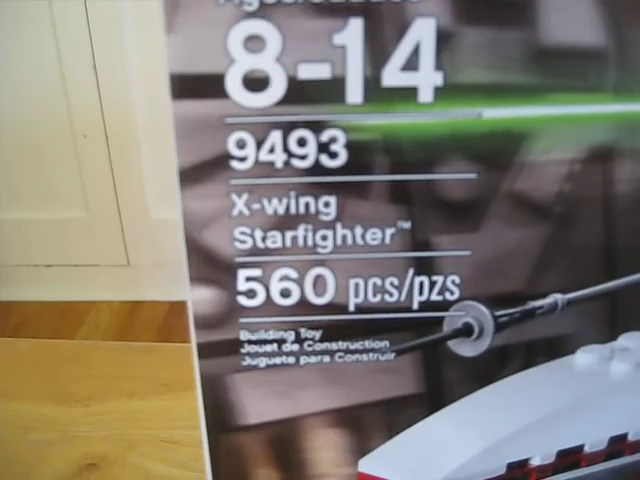 8-14
9493
X-wing
Starfighter™
560 pcs/pzs
Building Toy
Jouet de Construction
Juguete para Construir